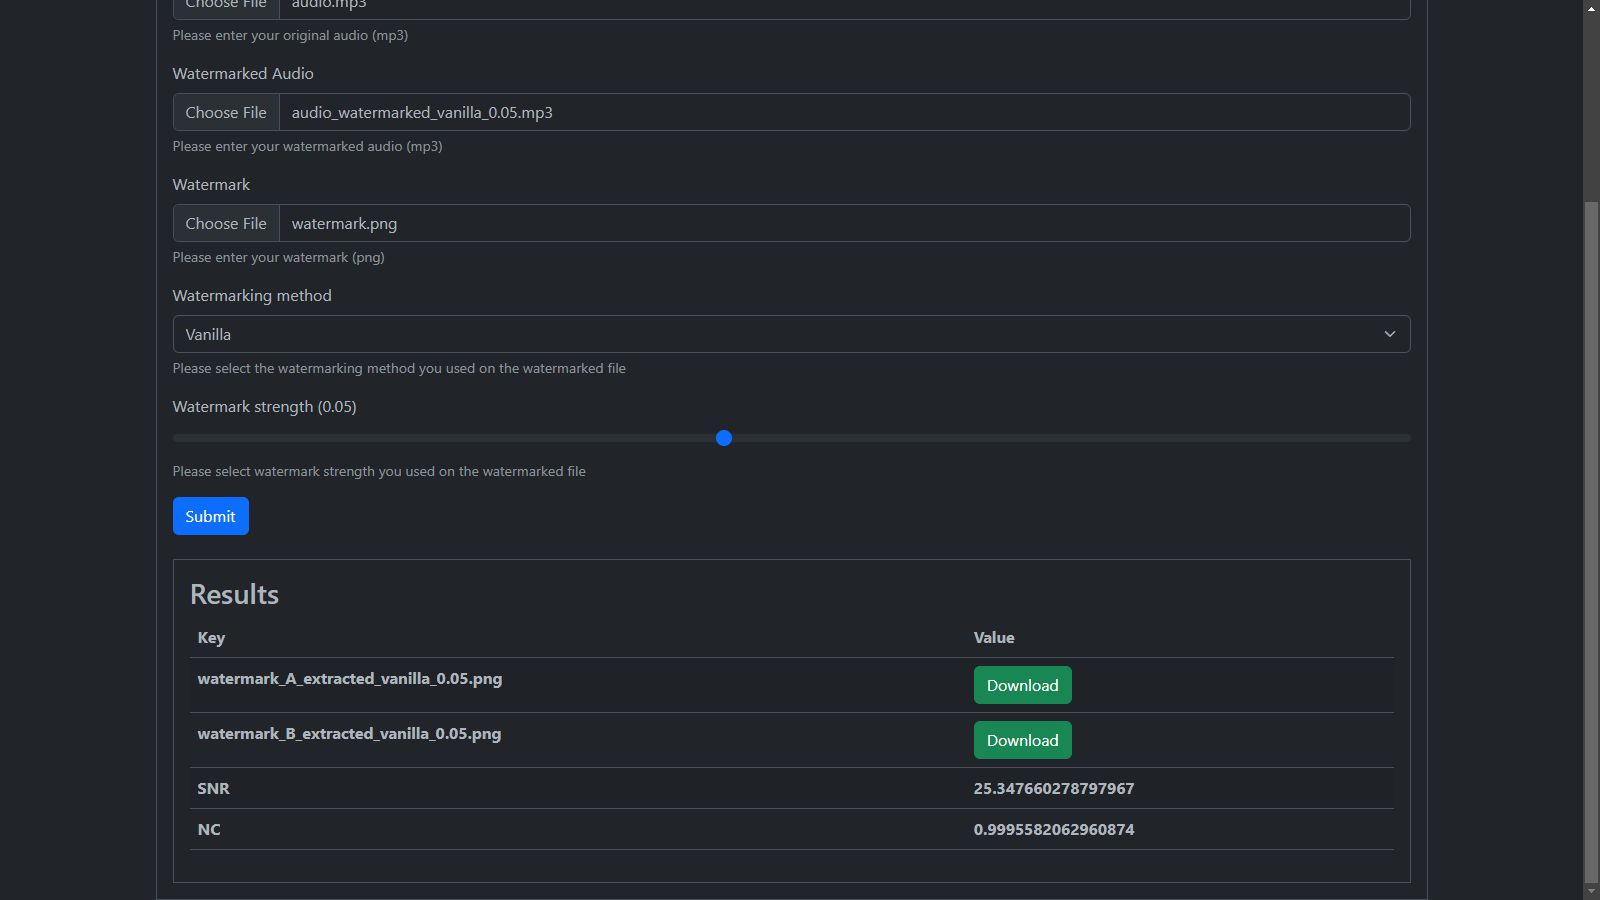 Choose File audio.mp3
Please enter your original audio (mp3)
Watermarked Audio
Choose File audio_watermarked_vanilla_0.05.mp3
Please enter your watermarked audio (mp3)
Watermark
Choose File watermark.png
Please enter your watermark (png)
Watermarking method
Vanilla
Please select the watermarking method you used on the watermarked file
Watermark strength (0.05)
Please select watermark strength you used on the watermarked file
Submit
Results
Key Value
watermark_A_extracted_vanilla_0.05.png Download
watermark_B_extracted_vanilla_0.05.png Download
SNR 25.347660278797967
NC 0.9995582062960874